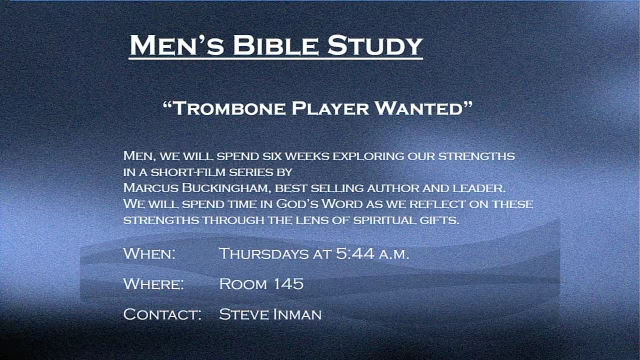 Men's Bible Study
“Trombone Player Wanted”
Men, we will spend six weeks exploring our strengths
in a short-film series by
Marcus Buckingham, best selling author and leader.
We will spend time in God's Word as we reflect on these
strengths through the lens of spiritual gifts.
When: Thursdays at 5:44 a.m.
Where: Room 145
Contact: Steve Inman